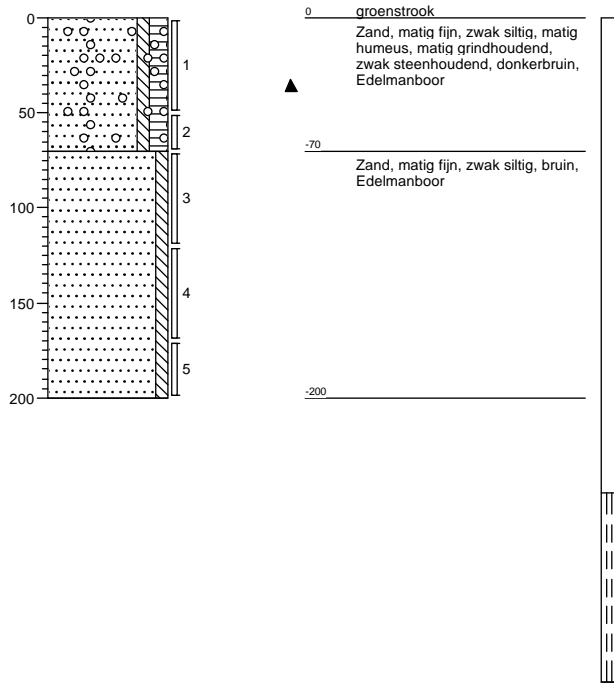 0
50
100
150
200
1
2
3
4
5
0
groenstrook
Zand, matig fijn, zwak siltig, matig
humeus, matig grindhoudend,
zwak steenhoudend, donkerbruin,
Edelmanboor
-70
Zand, matig fijn, zwak siltig, bruin,
Edelmanboor
-200